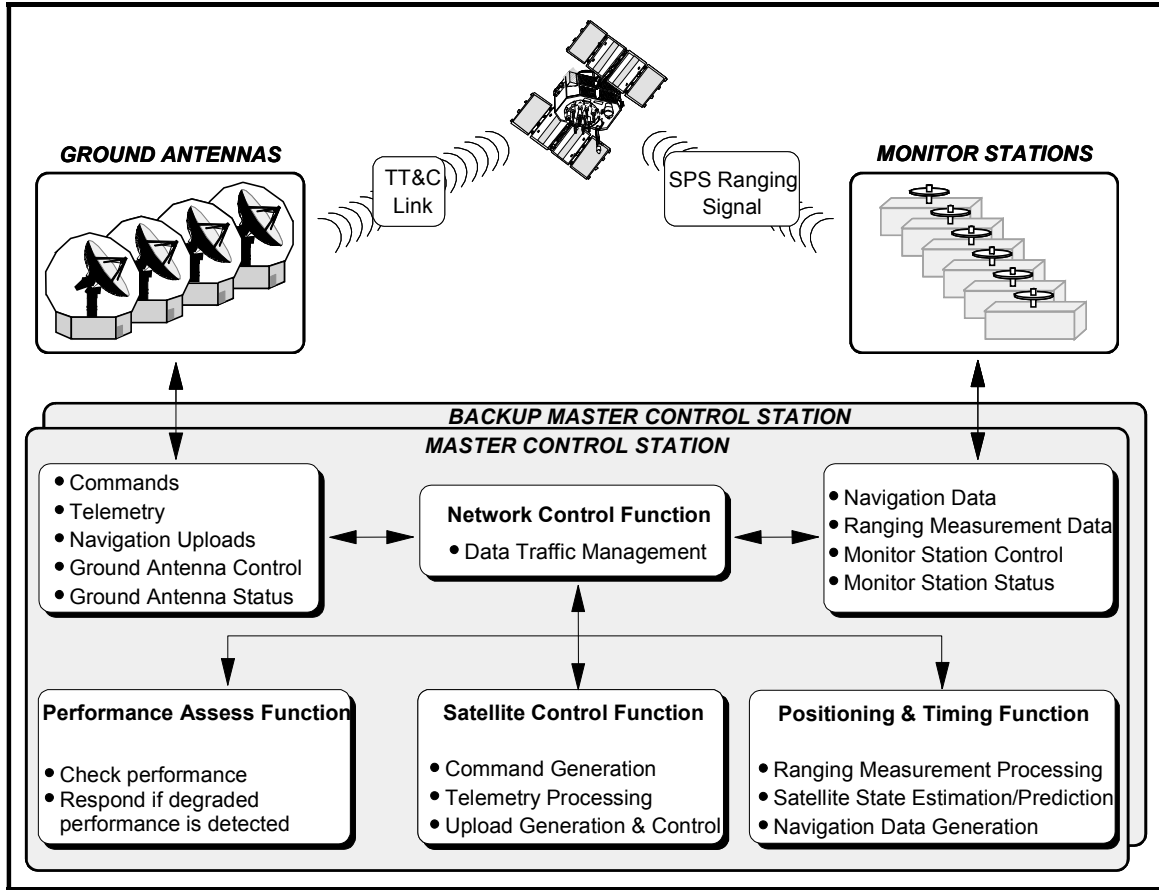 GROUND ANTENNAS
TT&C
Link
SPS Ranging
Signal
MONITOR STATIONS
BACKUP MASTER CONTROL STATION
MASTER CONTROL STATION
• Commands
• Telemetry
• Navigation Uploads
• Ground Antenna Control
• Ground Antenna Status
Network Control Function
• Data Traffic Management
• Navigation Data
• Ranging Measurement Data
• Monitor Station Control
• Monitor Station Status
Performance Assess Function
• Check performance
• Respond if degraded
performance is detected
Satellite Control Function
• Command Generation
• Telemetry Processing
• Upload Generation & Control
Positioning & Timing Function
• Ranging Measurement Processing
• Satellite State Estimation/Prediction
• Navigation Data Generation